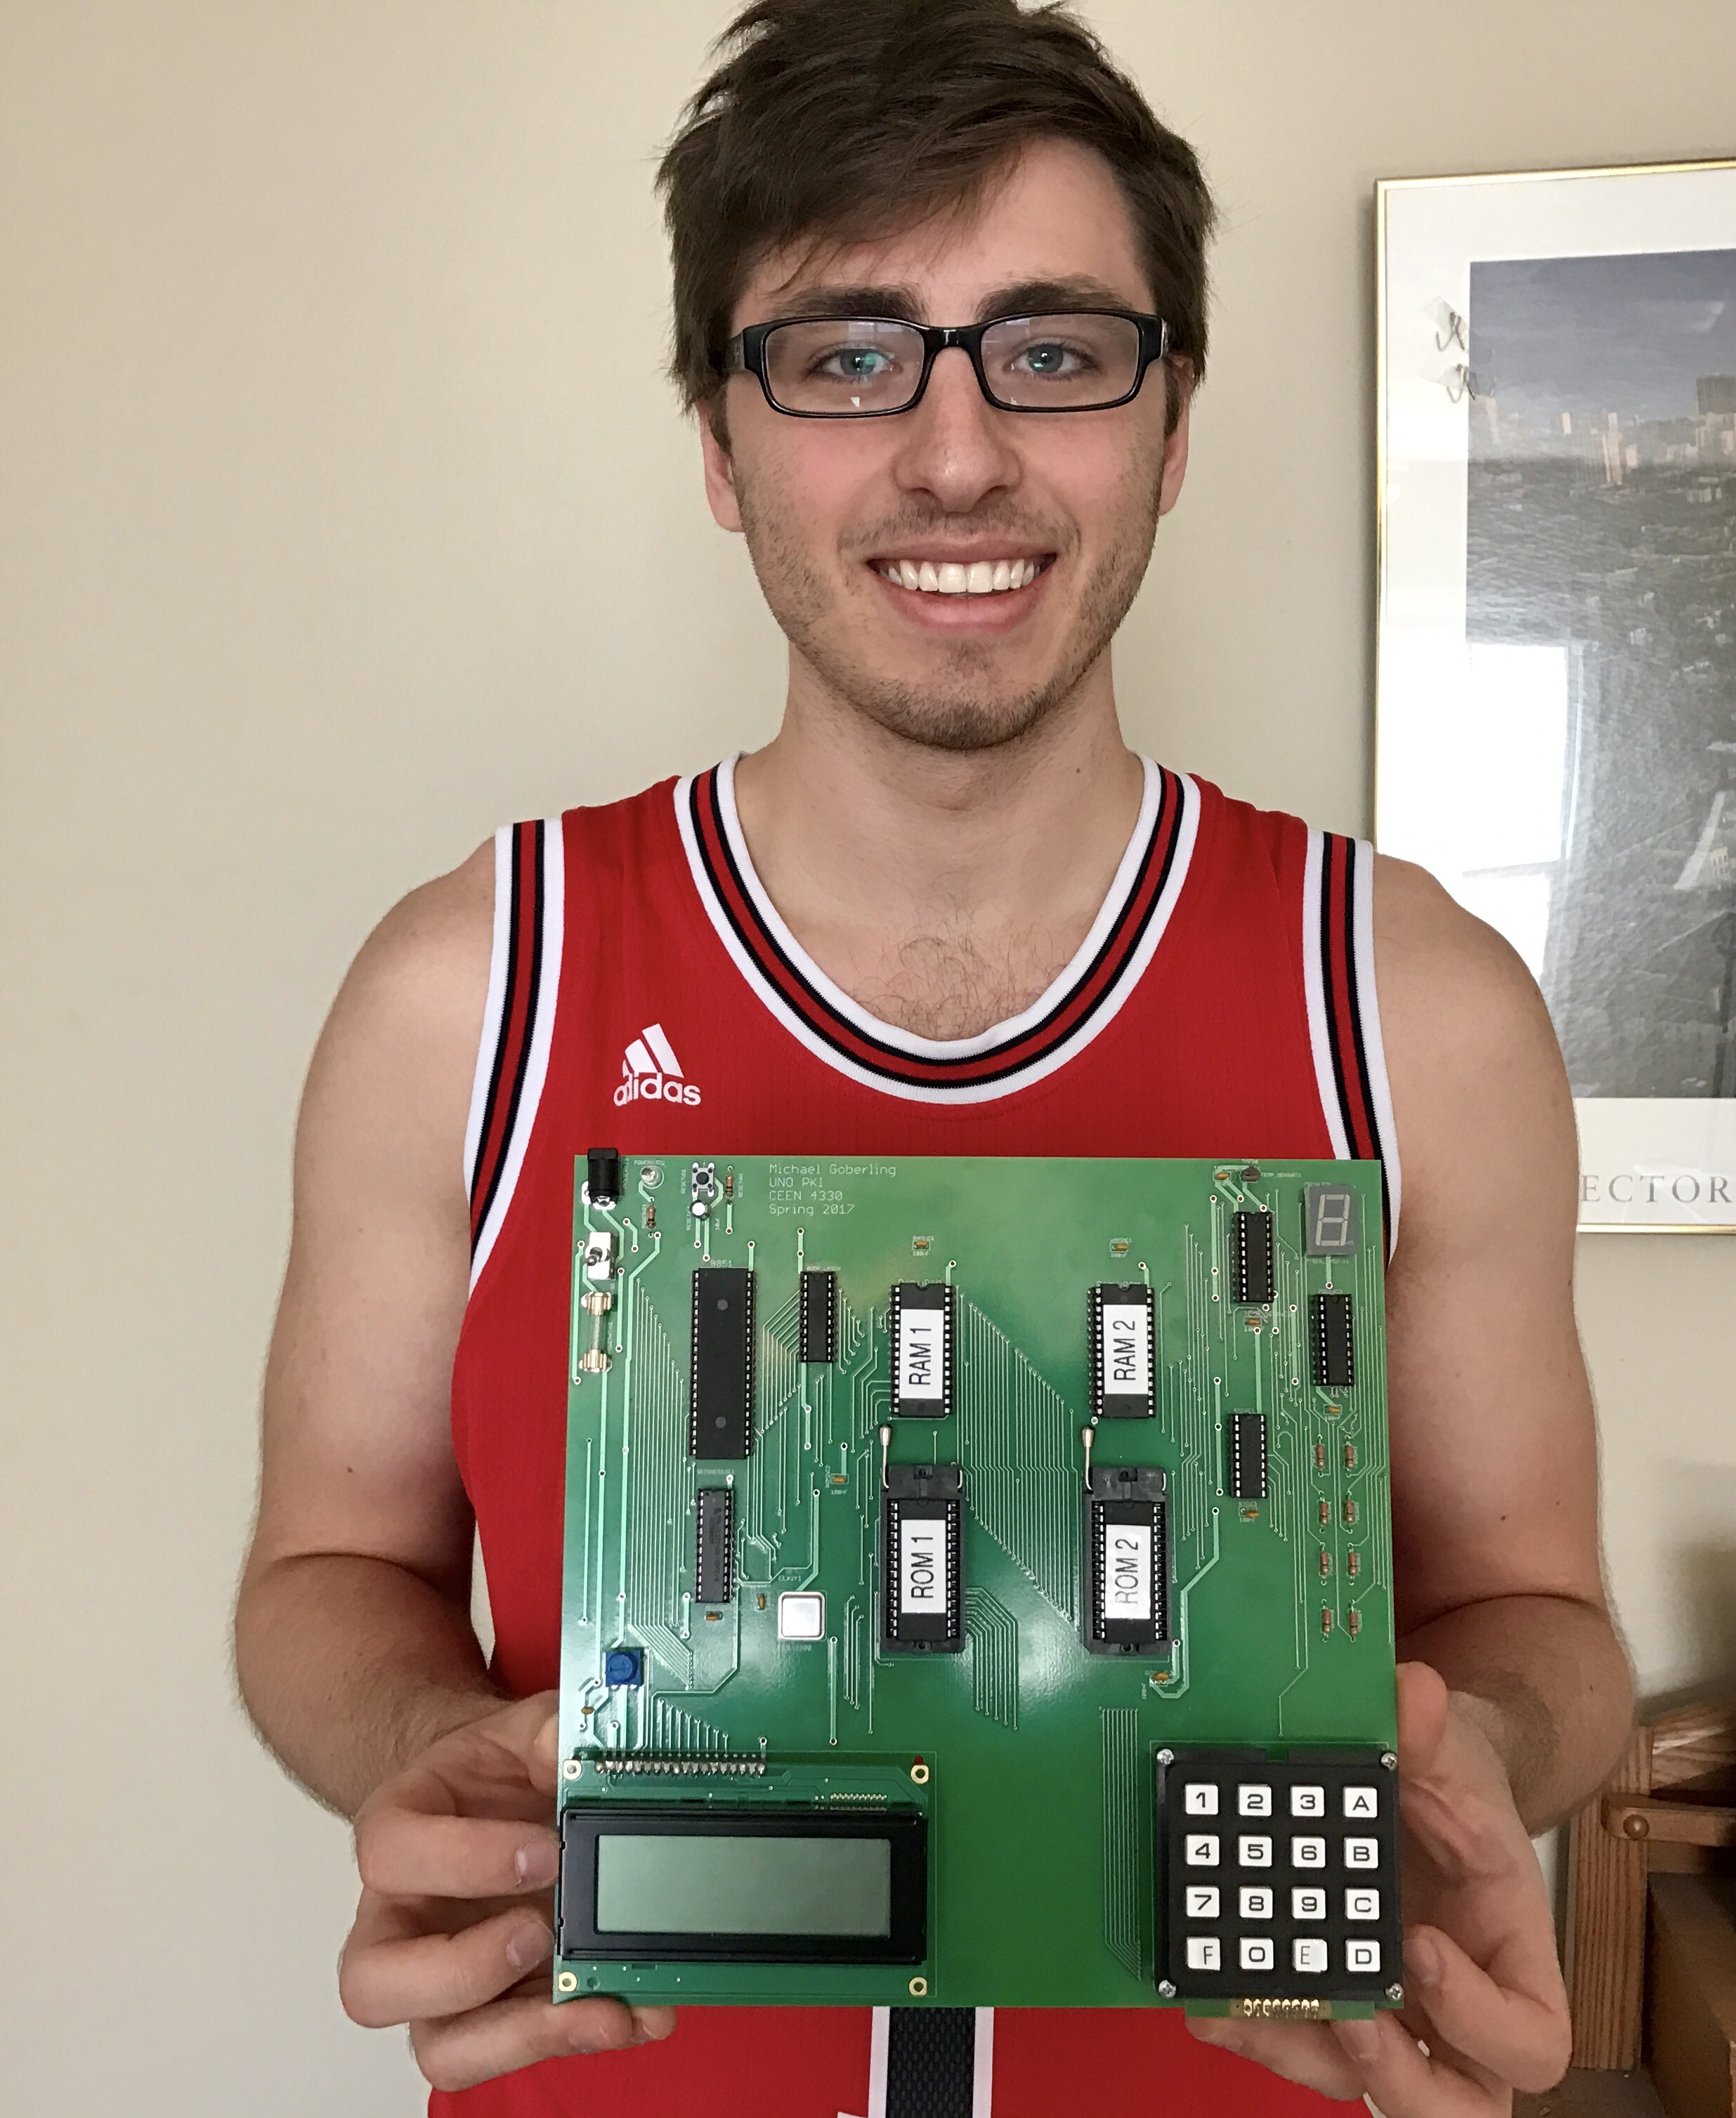 ECTOR
adidas
Michael Goberling
UNO PKI
CEEN 4330
Spring 2017
8051
RAM 1
RAM 2
ROM 1
ROM 2
1 2 3 A
4 5 6 B
7 8 9 C
F 0 E D